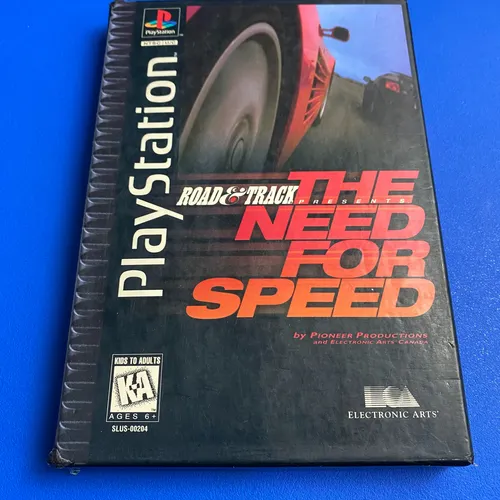 PlayStation
NTSC U/C
PlayStation
ROAD & TRACK
PRESENTS
THE
NEED
FOR
SPEED
by PIONEER PRODUCTIONS
and ELECTRONIC ARTS CANADA
KIDS TO ADULTS
KA
AGES 6+
SLUS-00204
ELECTRONIC ARTS